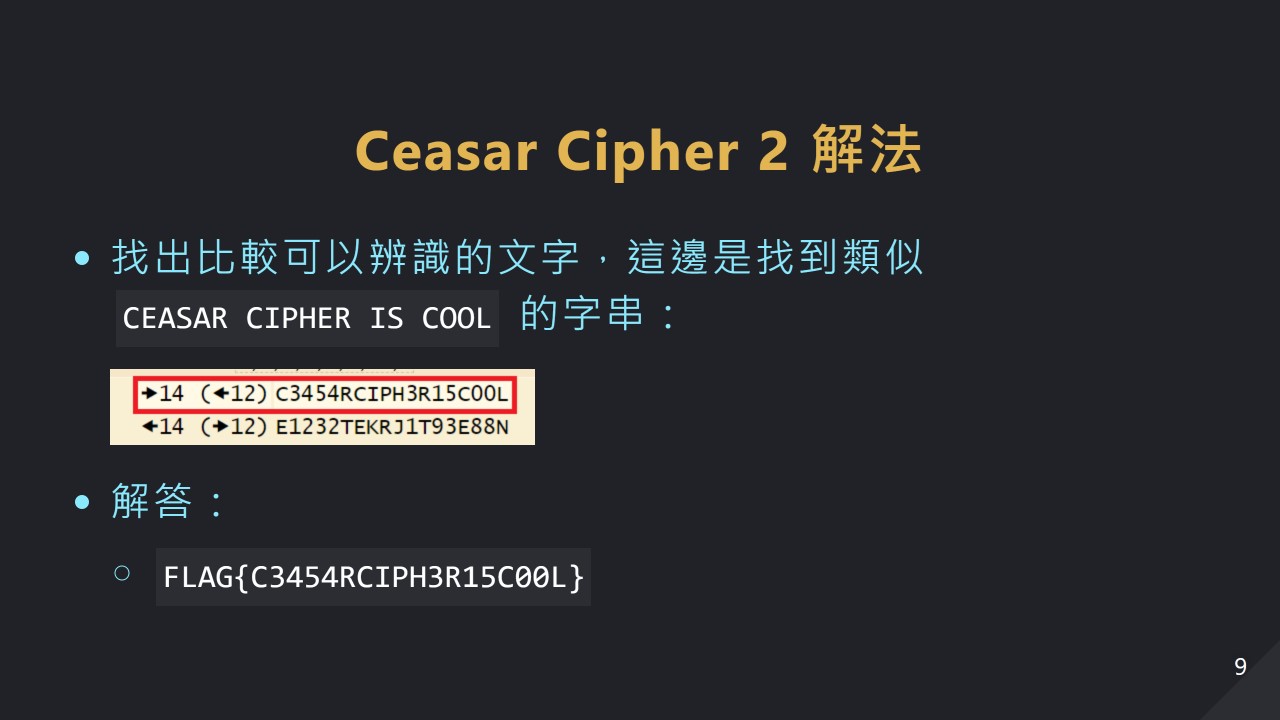 Ceasar Cipher 2 解法
• 找出比較可以辨識的文字，這邊是找到類似
CEASAR CIPHER IS COOL 的字串：
🡲14 (🡰12) C3454RCIPH3R15C00L
🡰14 (🡲12) E1232TEKRJ1T93E88N
• 解答：
○ FLAG{C3454RCIPH3R15C00L}
9